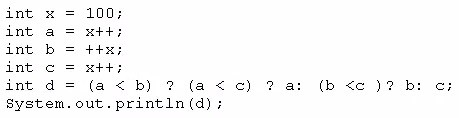 int x = 100;
int a = x++;
int b = ++x;
int c = x++;
int d = (a < b) ? (a < c) ? a: (b <c )? b: c;
System.out.println(d);